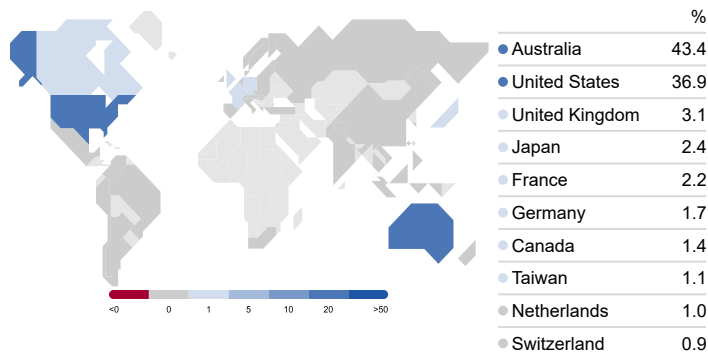 %
Australia 43.4
United States 36.9
United Kingdom 3.1
Japan 2.4
France 2.2
Germany 1.7
Canada 1.4
Taiwan 1.1
Netherlands 1.0
Switzerland 0.9
<0 0 1 5 10 20 >50